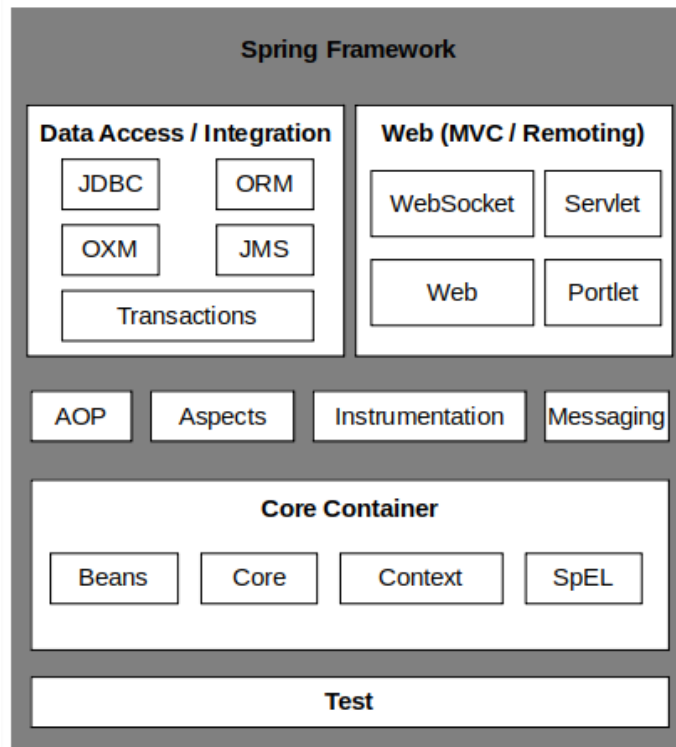 Spring Framework
Data Access / Integration
JDBC
ORM
OXM
JMS
Transactions
Web (MVC / Remoting)
WebSocket
Servlet
Web
Portlet
AOP
Aspects
Instrumentation
Messaging
Core Container
Beans
Core
Context
SpEL
Test